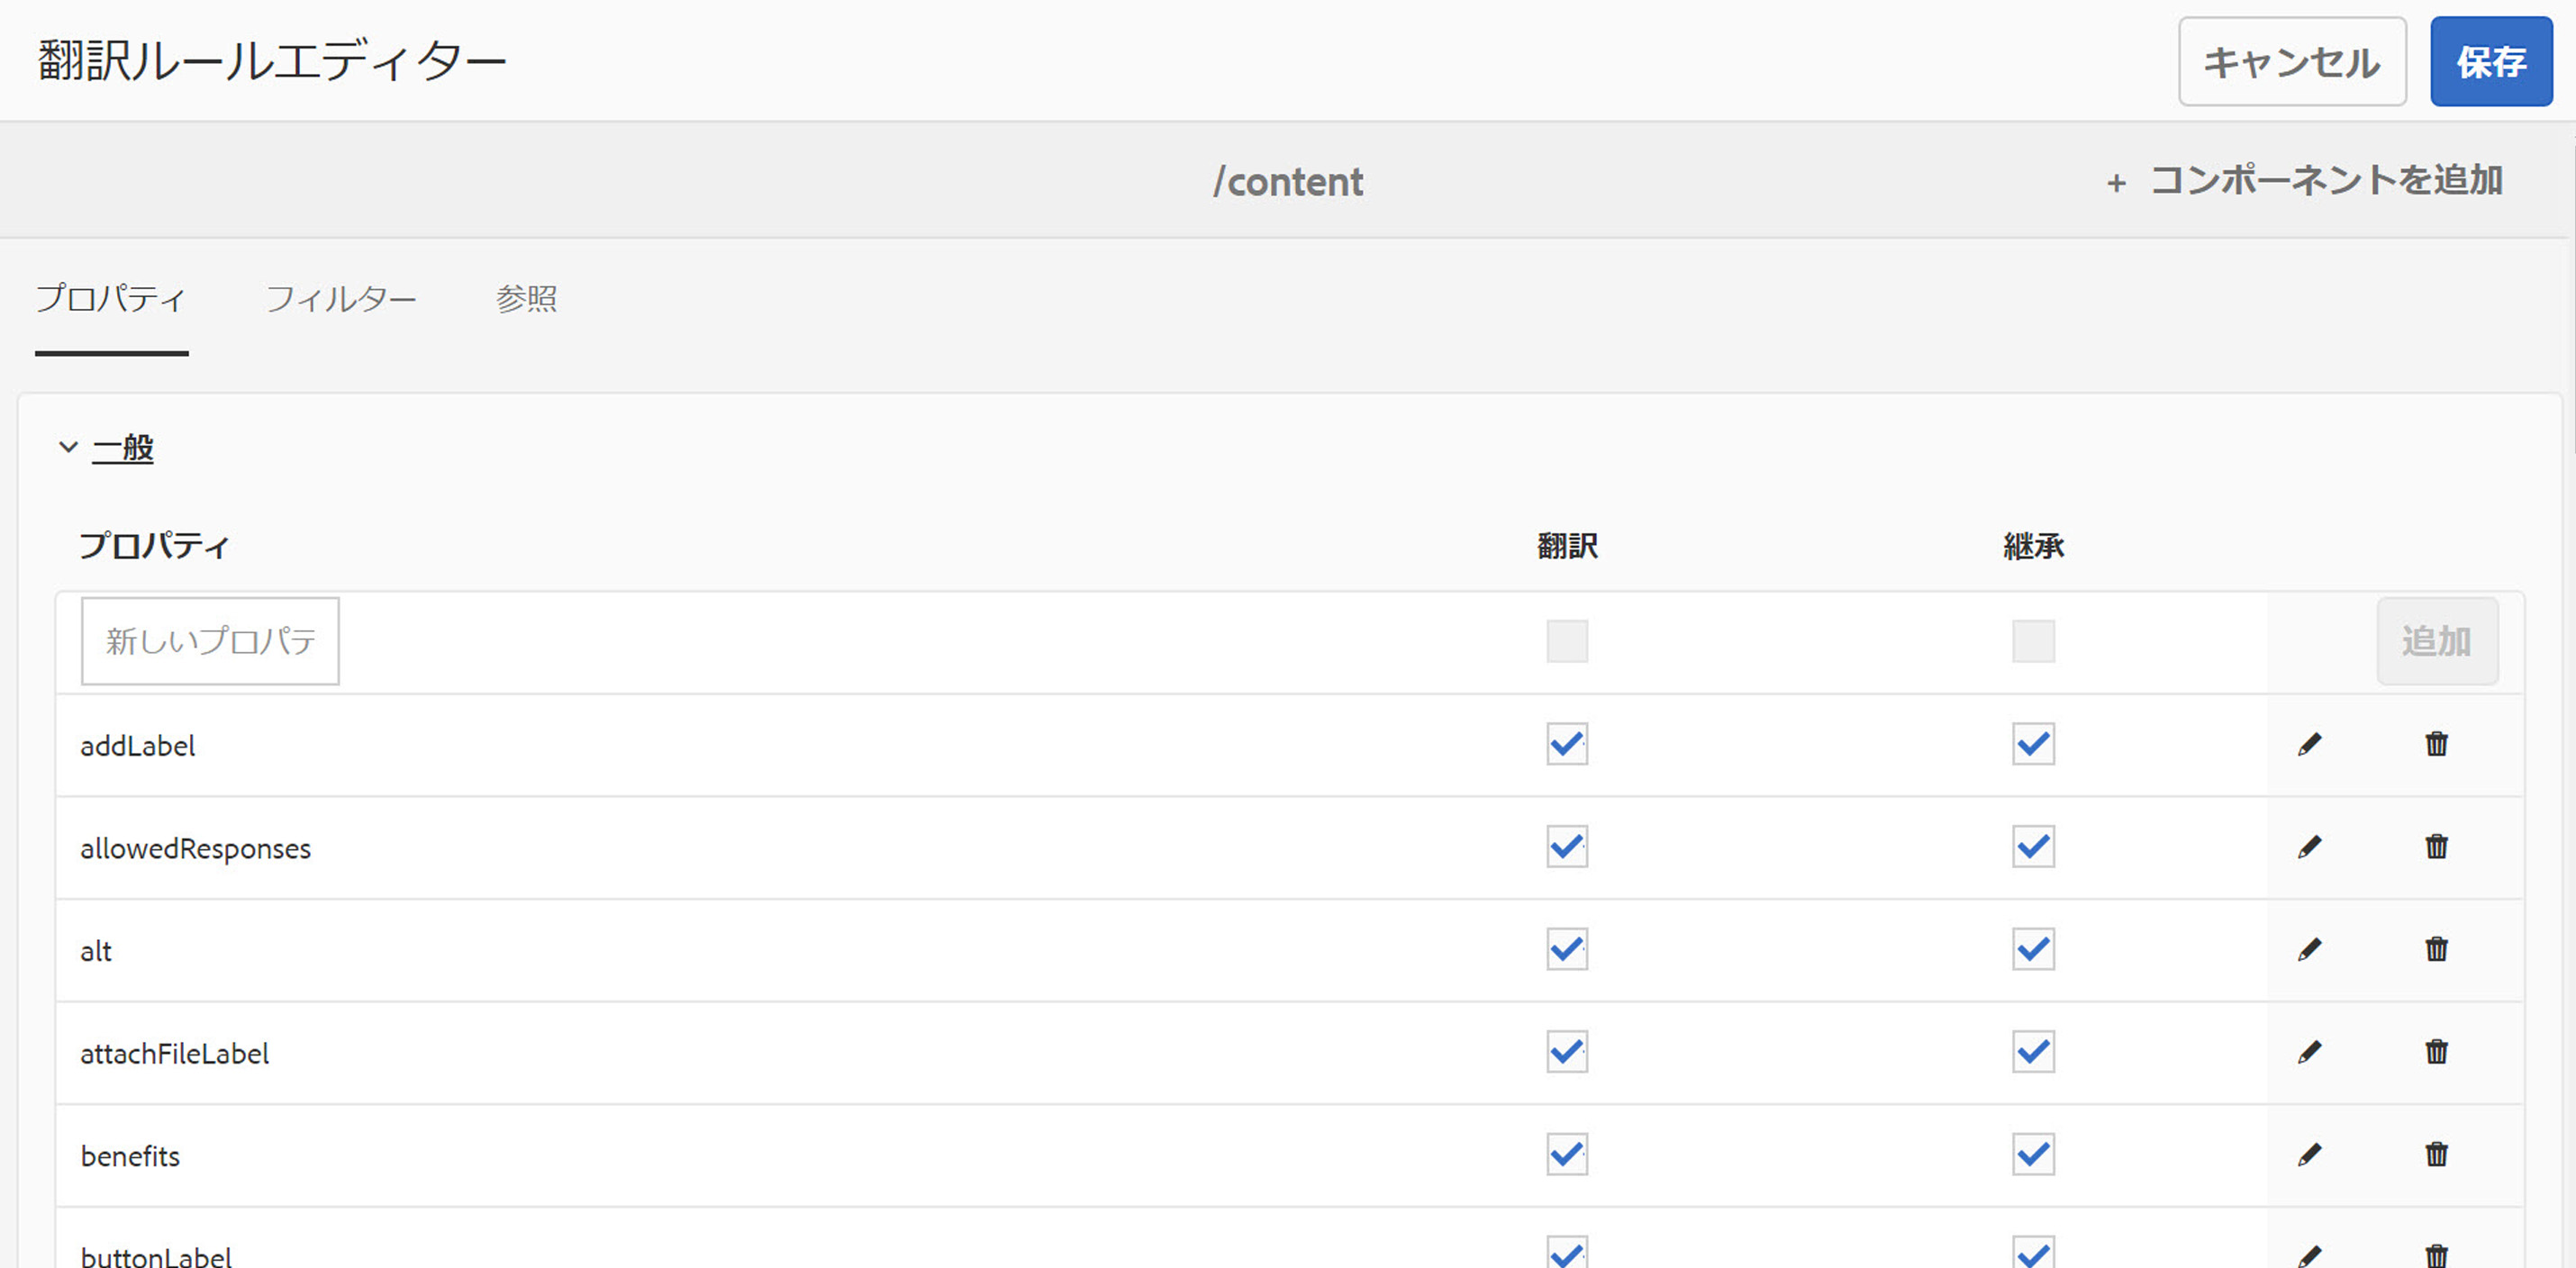 翻訳ルールエディター
キャンセル
保存
/content
+ コンポーネントを追加
プロパティ フィルター 参照
一般
プロパティ 翻訳 継承
新しいプロパテ
追加
addLabel
allowedResponses
alt
attachFileLabel
benefits
buttonLabel